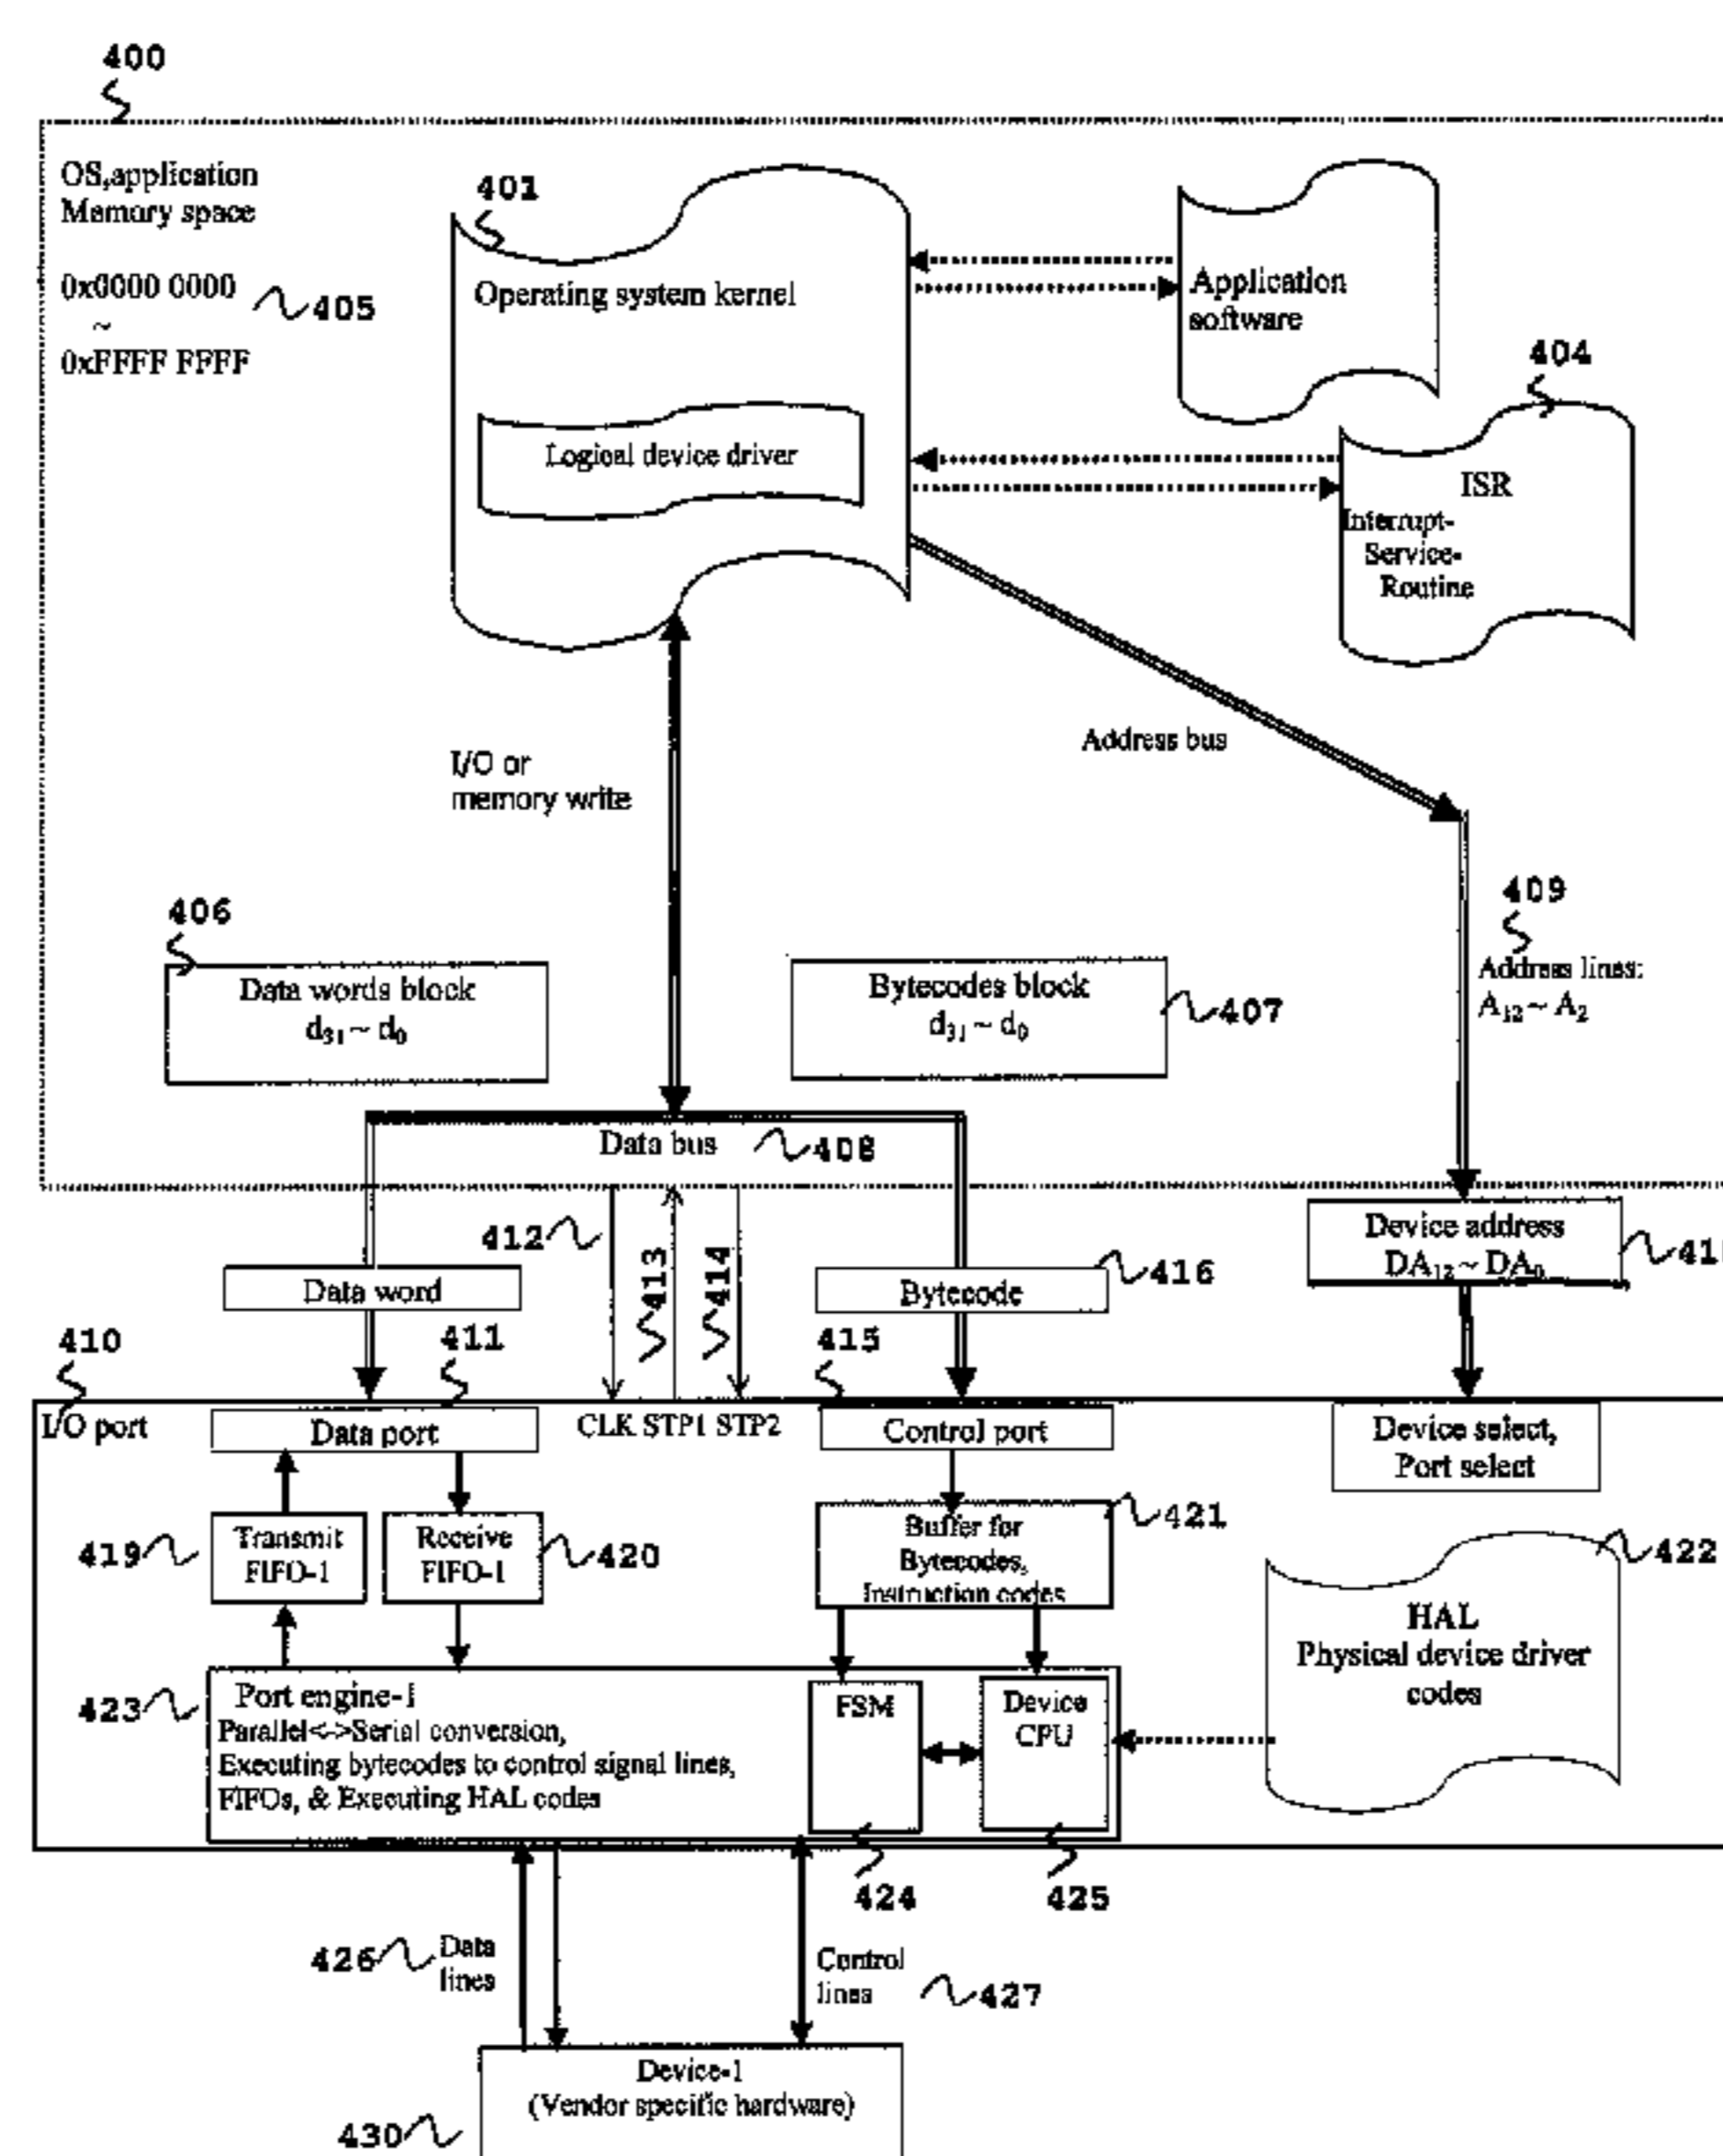 400
OS,application
Memory space
0x0000 0000
~
0xFFFF FFFF
405
401
Operating system kernel
Logical device driver
Application
software
404
ISR
Interrupt-
Service-
Routine
I/O or
memory write
Address bus
406
Data words block
d31 ~ d0
Bytecodes block
d31 ~ d0
407
409
Address lines:
A12 ~ A2
Data bus
408
412
413
414
Data word
Bytecode
416
Device address
DA12 ~ DA0
410
I/O port
411
Data port
CLK STP1 STP2
415
Control port
Device select,
Port select
419
Transmit
FIFO-1
Receive
FIFO-1
420
Buffer for
Bytecodes,
Instruction codes
421
422
HAL
Physical device driver
codes
423
Port engine-1
Parallel<->Serial conversion,
Executing bytecodes to control signal lines,
FIFOs, & Executing HAL codes
FSM
Device
CPU
424
425
426
Data
lines
Control
lines
427
Device-1
(Vendor specific hardware)
430